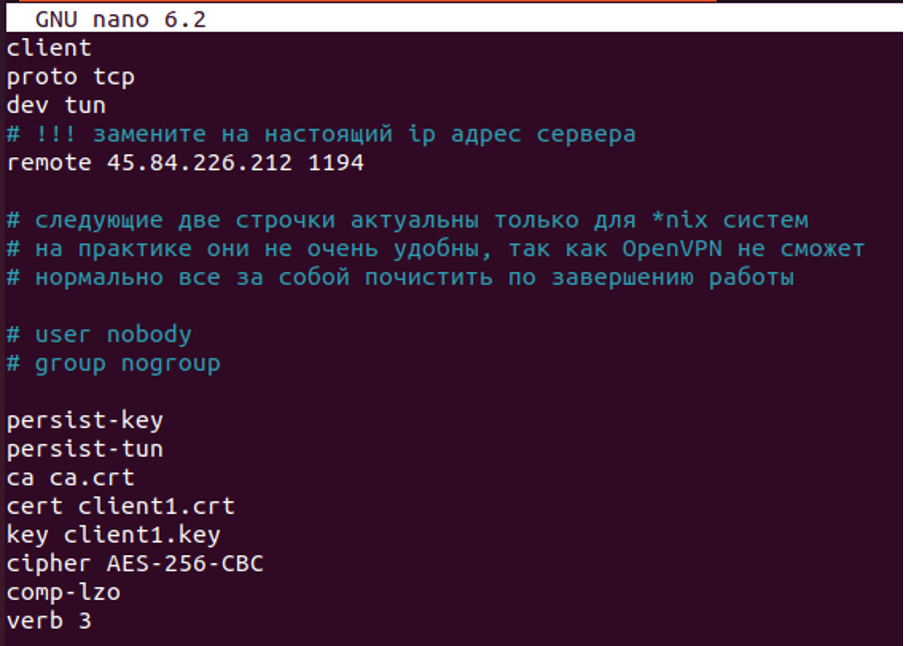 GNU nano 6.2
client
proto tcp
dev tun
# !!! замените на настоящий ip адрес сервера
remote 45.84.226.212 1194
# следующие две строчки актуальны только для *nix систем
# на практике они не очень удобны, так как OpenVPN не сможет
# нормально все за собой почистить по завершению работы
# user nobody
# group nogroup
persist-key
persist-tun
ca ca.crt
cert client1.crt
key client1.key
cipher AES-256-CBC
comp-lzo
verb 3